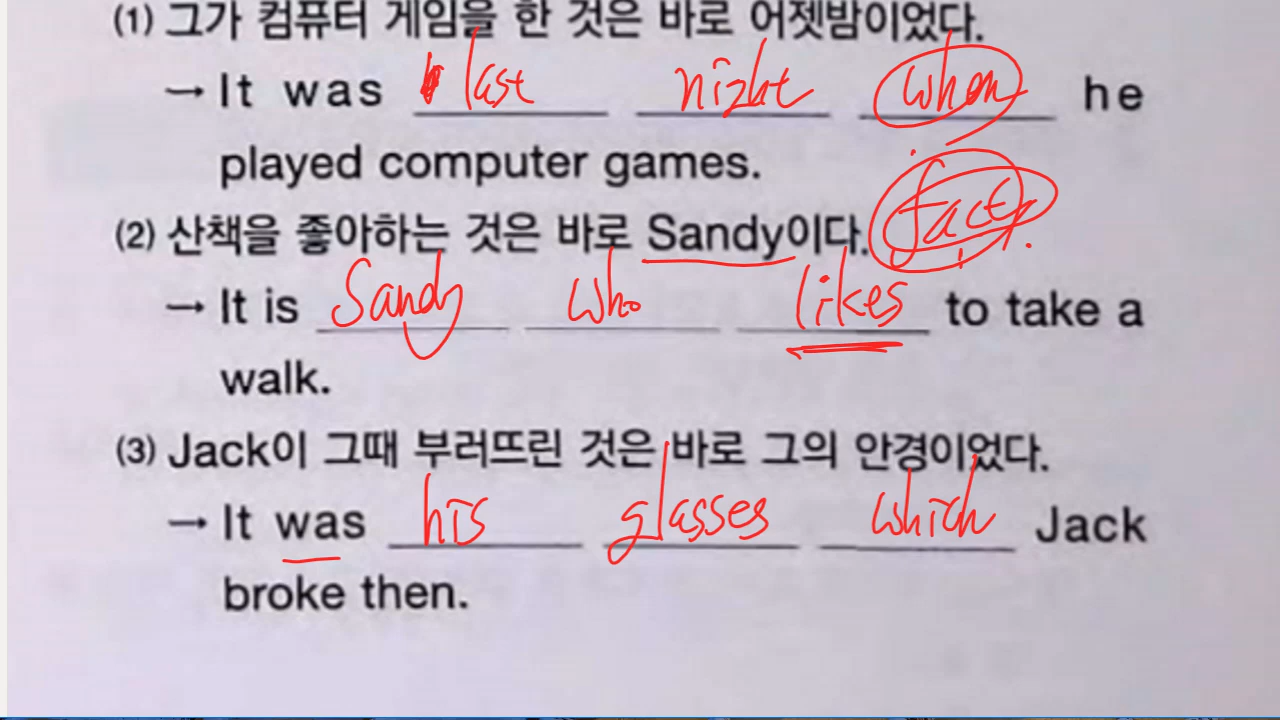 (1) 그가 컴퓨터 게임을 한 것은 바로 어젯밤이었다.
→ It was last night when he
played computer games.
fact
(2) 산책을 좋아하는 것은 바로 Sandy이다.
→ It is Sandy who likes to take a
walk.
(3) Jack이 그때 부러뜨린 것은 바로 그의 안경이었다.
→ It was his glasses which Jack
broke then.